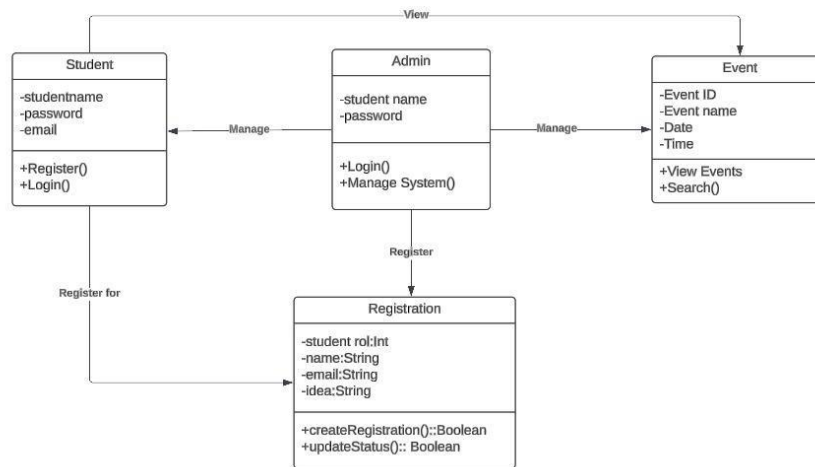 View
Student
-studentname
-password
-email
+Register()
+Login()
Manage
Admin
-student name
-password
+Login()
+Manage System()
Manage
Event
-Event ID
-Event name
-Date
-Time
+View Events
+Search()
Register for
Register
Registration
-student rol:Int
-name:String
-email:String
-idea:String
+createRegistration()::Boolean
+updateStatus():: Boolean